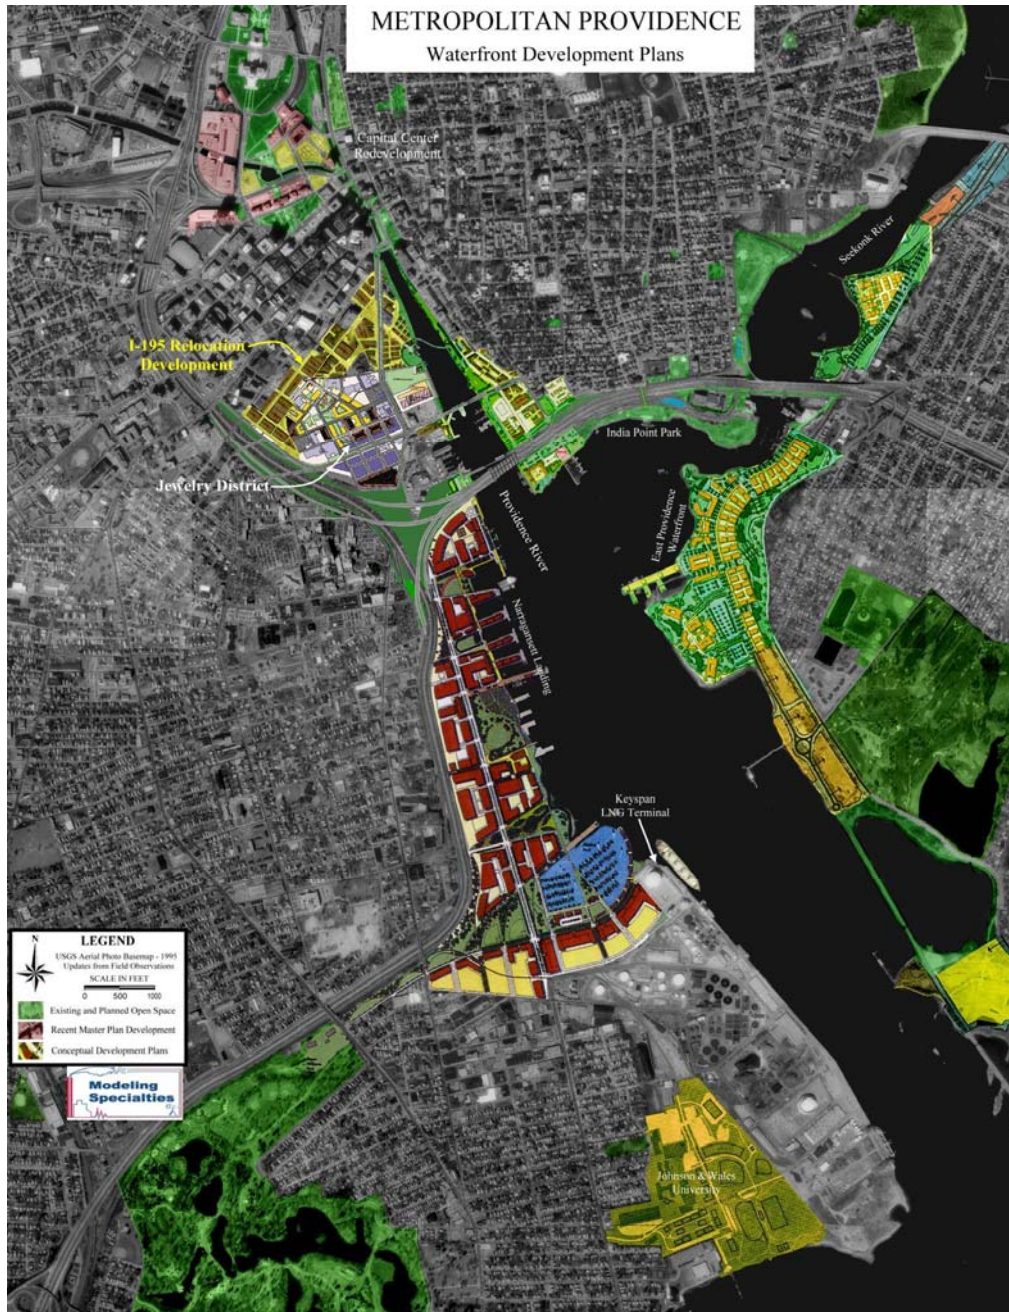 METROPOLITAN PROVIDENCE
Waterfront Development Plans
Capital Center
Redevelopment
Seekonk River
I-195 Relocation
Development
India Point Park
Jewelry District
Providence River
East Providence
Waterfront
Narragansett Landing
Keyspan
LNG Terminal
N
LEGEND
USGS Aerial Photo Basemap - 1995
Updates from Field Observations
SCALE IN FEET
0 500 1000
Existing and Planned Open Space
Recent Master Plan Development
Conceptual Development Plans
Modeling
Specialties
Johnson & Wales
University